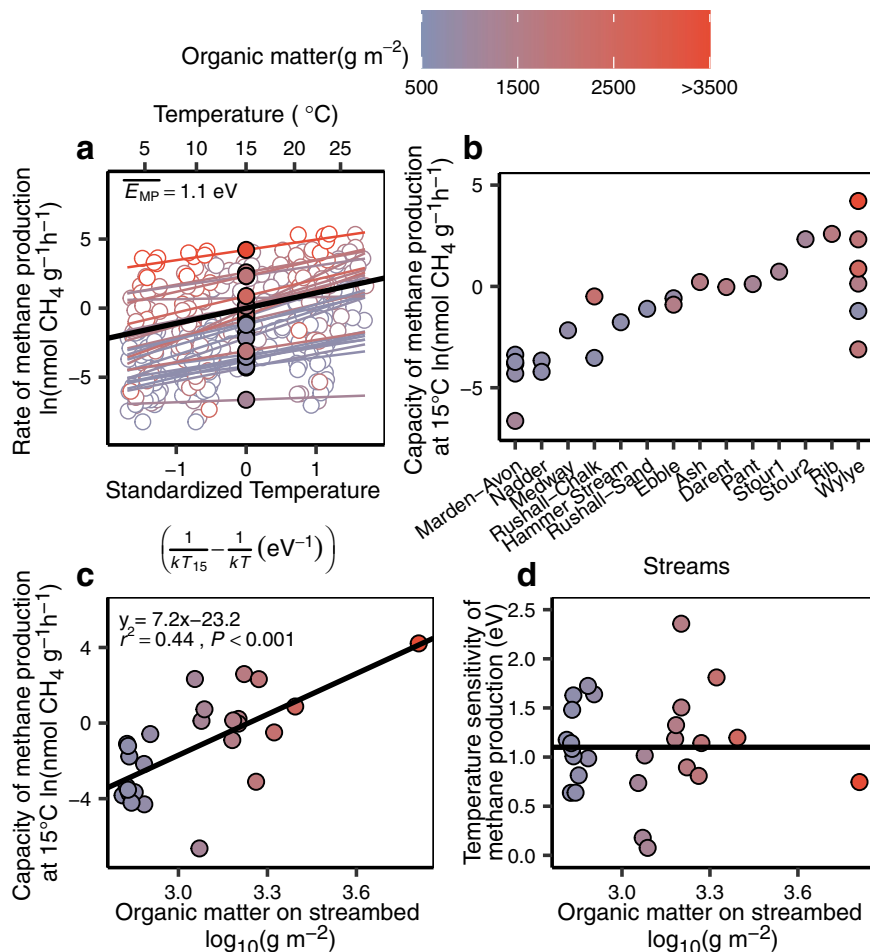 Organic matter(g m⁻²)
500 1500 2500 >3500
Temperature ( °C)
5 10 15 20 25
a
E_MP = 1.1 eV
Rate of methane production
ln(nmol CH₄ g⁻¹h⁻¹)
5
0
−5
−1 0 1
Standardized Temperature
(1/kT₁₅ − 1/kT (eV⁻¹))
b
Capacity of methane production
at 15°C ln(nmol CH₄ g⁻¹h⁻¹)
5
0
−5
Marden−Avon
Nadder
Medway
Rushall−Chalk
Hammer Stream
Rushall−Sand
Ebble
Ash
Darent
Pant
Stour1
Stour2
Rib
Wylye
Streams
c
y = 7.2x−23.2
r² = 0.44 , P < 0.001
Capacity of methane production
at 15°C ln(nmol CH₄ g⁻¹h⁻¹)
4
0
−4
3.0 3.3 3.6
Organic matter on streambed
log₁₀(g m⁻²)
d
Temperature sensitivity of
methane production (eV)
2.5
2.0
1.5
1.0
0.5
0.0
3.0 3.3 3.6
Organic matter on streambed
log₁₀(g m⁻²)